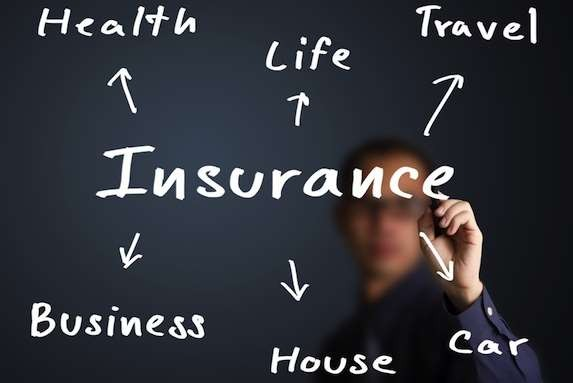 Health
Life
Travel
Insurance
Business
House
Car